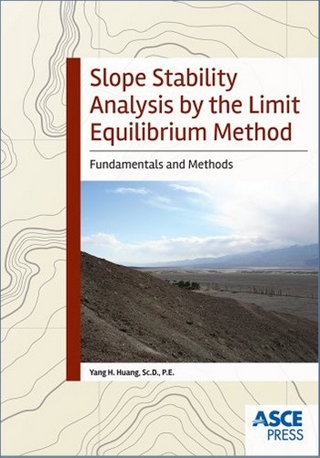 Slope Stability
Analysis by the Limit
Equilibrium Method
Fundamentals and Methods
Yang H. Huang, Sc.D., P.E.
ASCE
PRESS